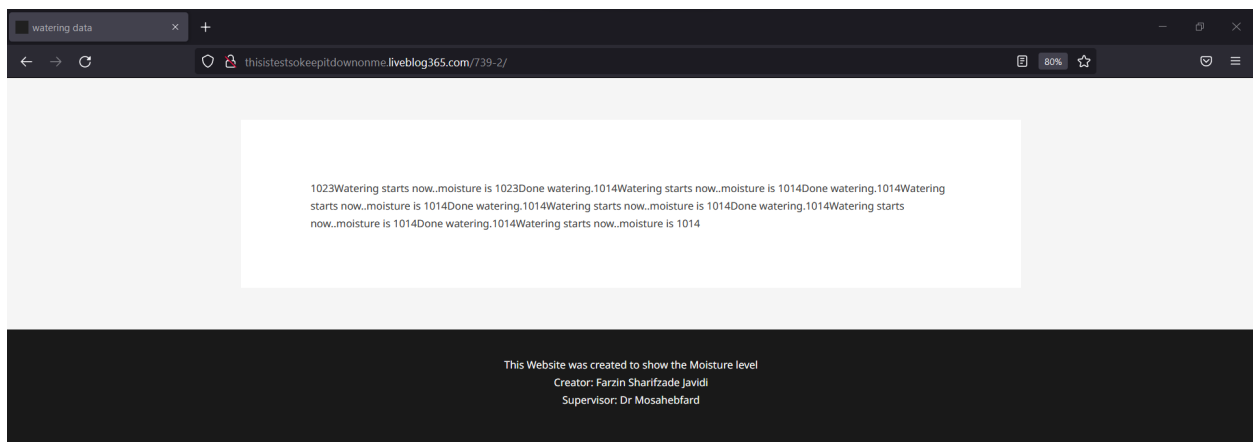 watering data
thisistestsokeepitdownonme.liveblog365.com/739-2/
80%
1023Watering starts now..moisture is 1023Done watering.1014Watering starts now..moisture is 1014Done watering.1014Watering
starts now..moisture is 1014Done watering.1014Watering starts now..moisture is 1014Done watering.1014Watering starts
now..moisture is 1014Done watering.1014Watering starts now..moisture is 1014
This Website was created to show the Moisture level
Creator: Farzin Sharifzade Javidi
Supervisor: Dr Mosahebfard